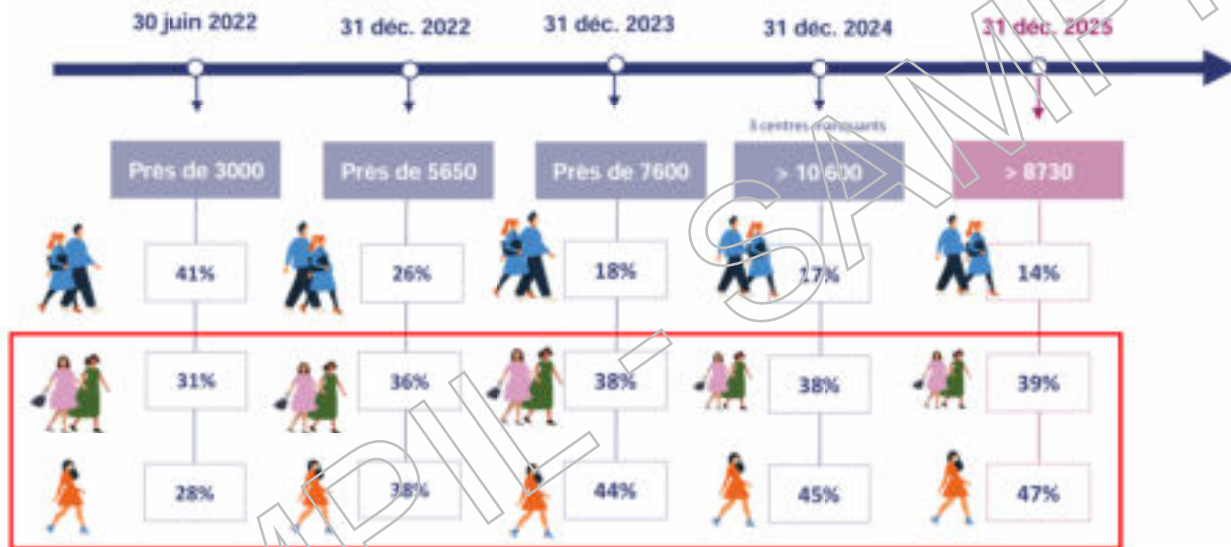 30 juin 2022 31 déc. 2022 31 déc. 2023 31 déc. 2024 31 déc. 2025
3 centres manquants
Près de 3000 Près de 5650 Près de 7600 > 10 600 > 8730
41% 26% 18% 17% 14%
31% 36% 38% 38% 39%
28% 38% 44% 45% 47%